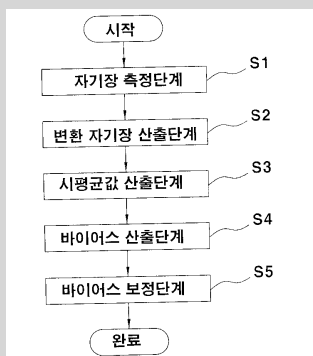 시작
자기장 측정단계
S1
변환 자기장 산출단계
S2
시평균값 산출단계
S3
바이어스 산출단계
S4
바이어스 보정단계
S5
완료